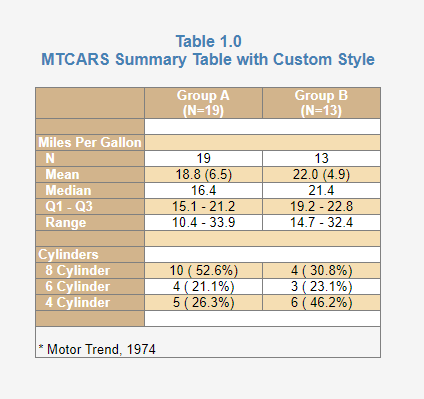 Table 1.0
MTCARS Summary Table with Custom Style
Group A Group B
(N=19) (N=13)
Miles Per Gallon
N 19 13
Mean 18.8 (6.5) 22.0 (4.9)
Median 16.4 21.4
Q1 - Q3 15.1 - 21.2 19.2 - 22.8
Range 10.4 - 33.9 14.7 - 32.4
Cylinders
8 Cylinder 10 ( 52.6%) 4 ( 30.8%)
6 Cylinder 4 ( 21.1%) 3 ( 23.1%)
4 Cylinder 5 ( 26.3%) 6 ( 46.2%)
* Motor Trend, 1974